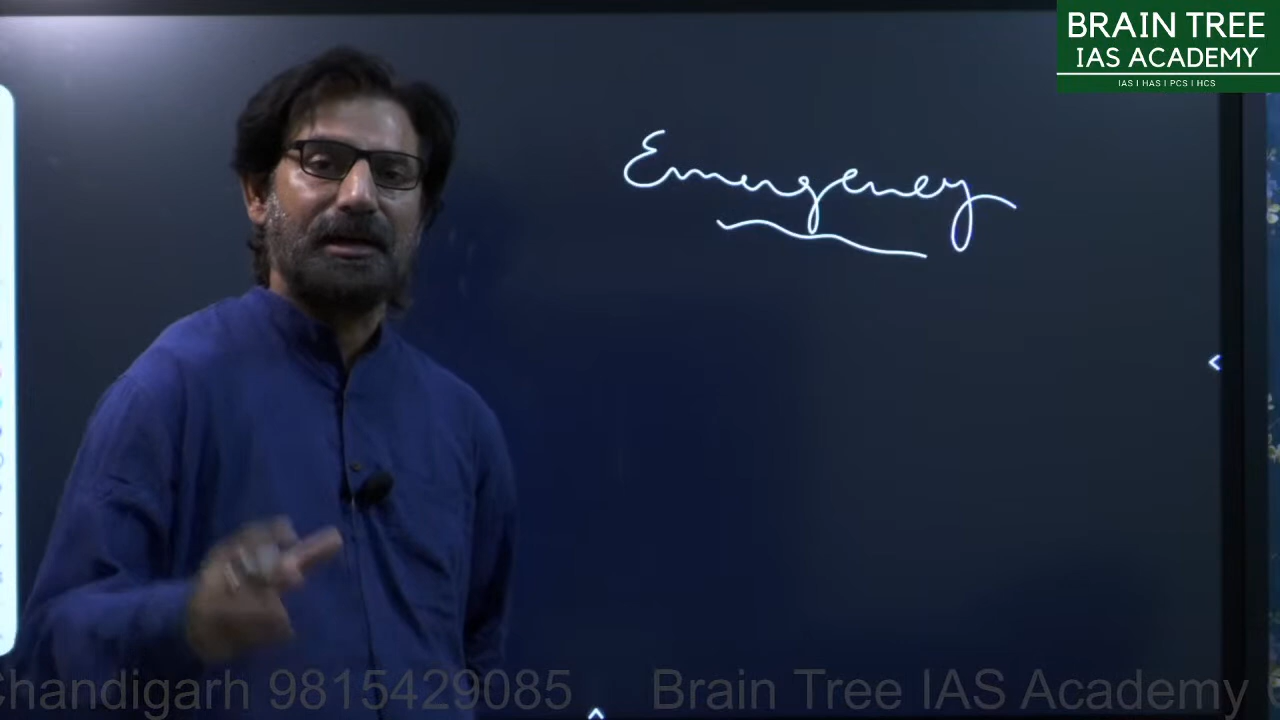 BRAIN TREE
IAS ACADEMY
IAS | HAS | PCS | HCS
Emergency
Chandigarh 9815429085 Brain Tree IAS Academy